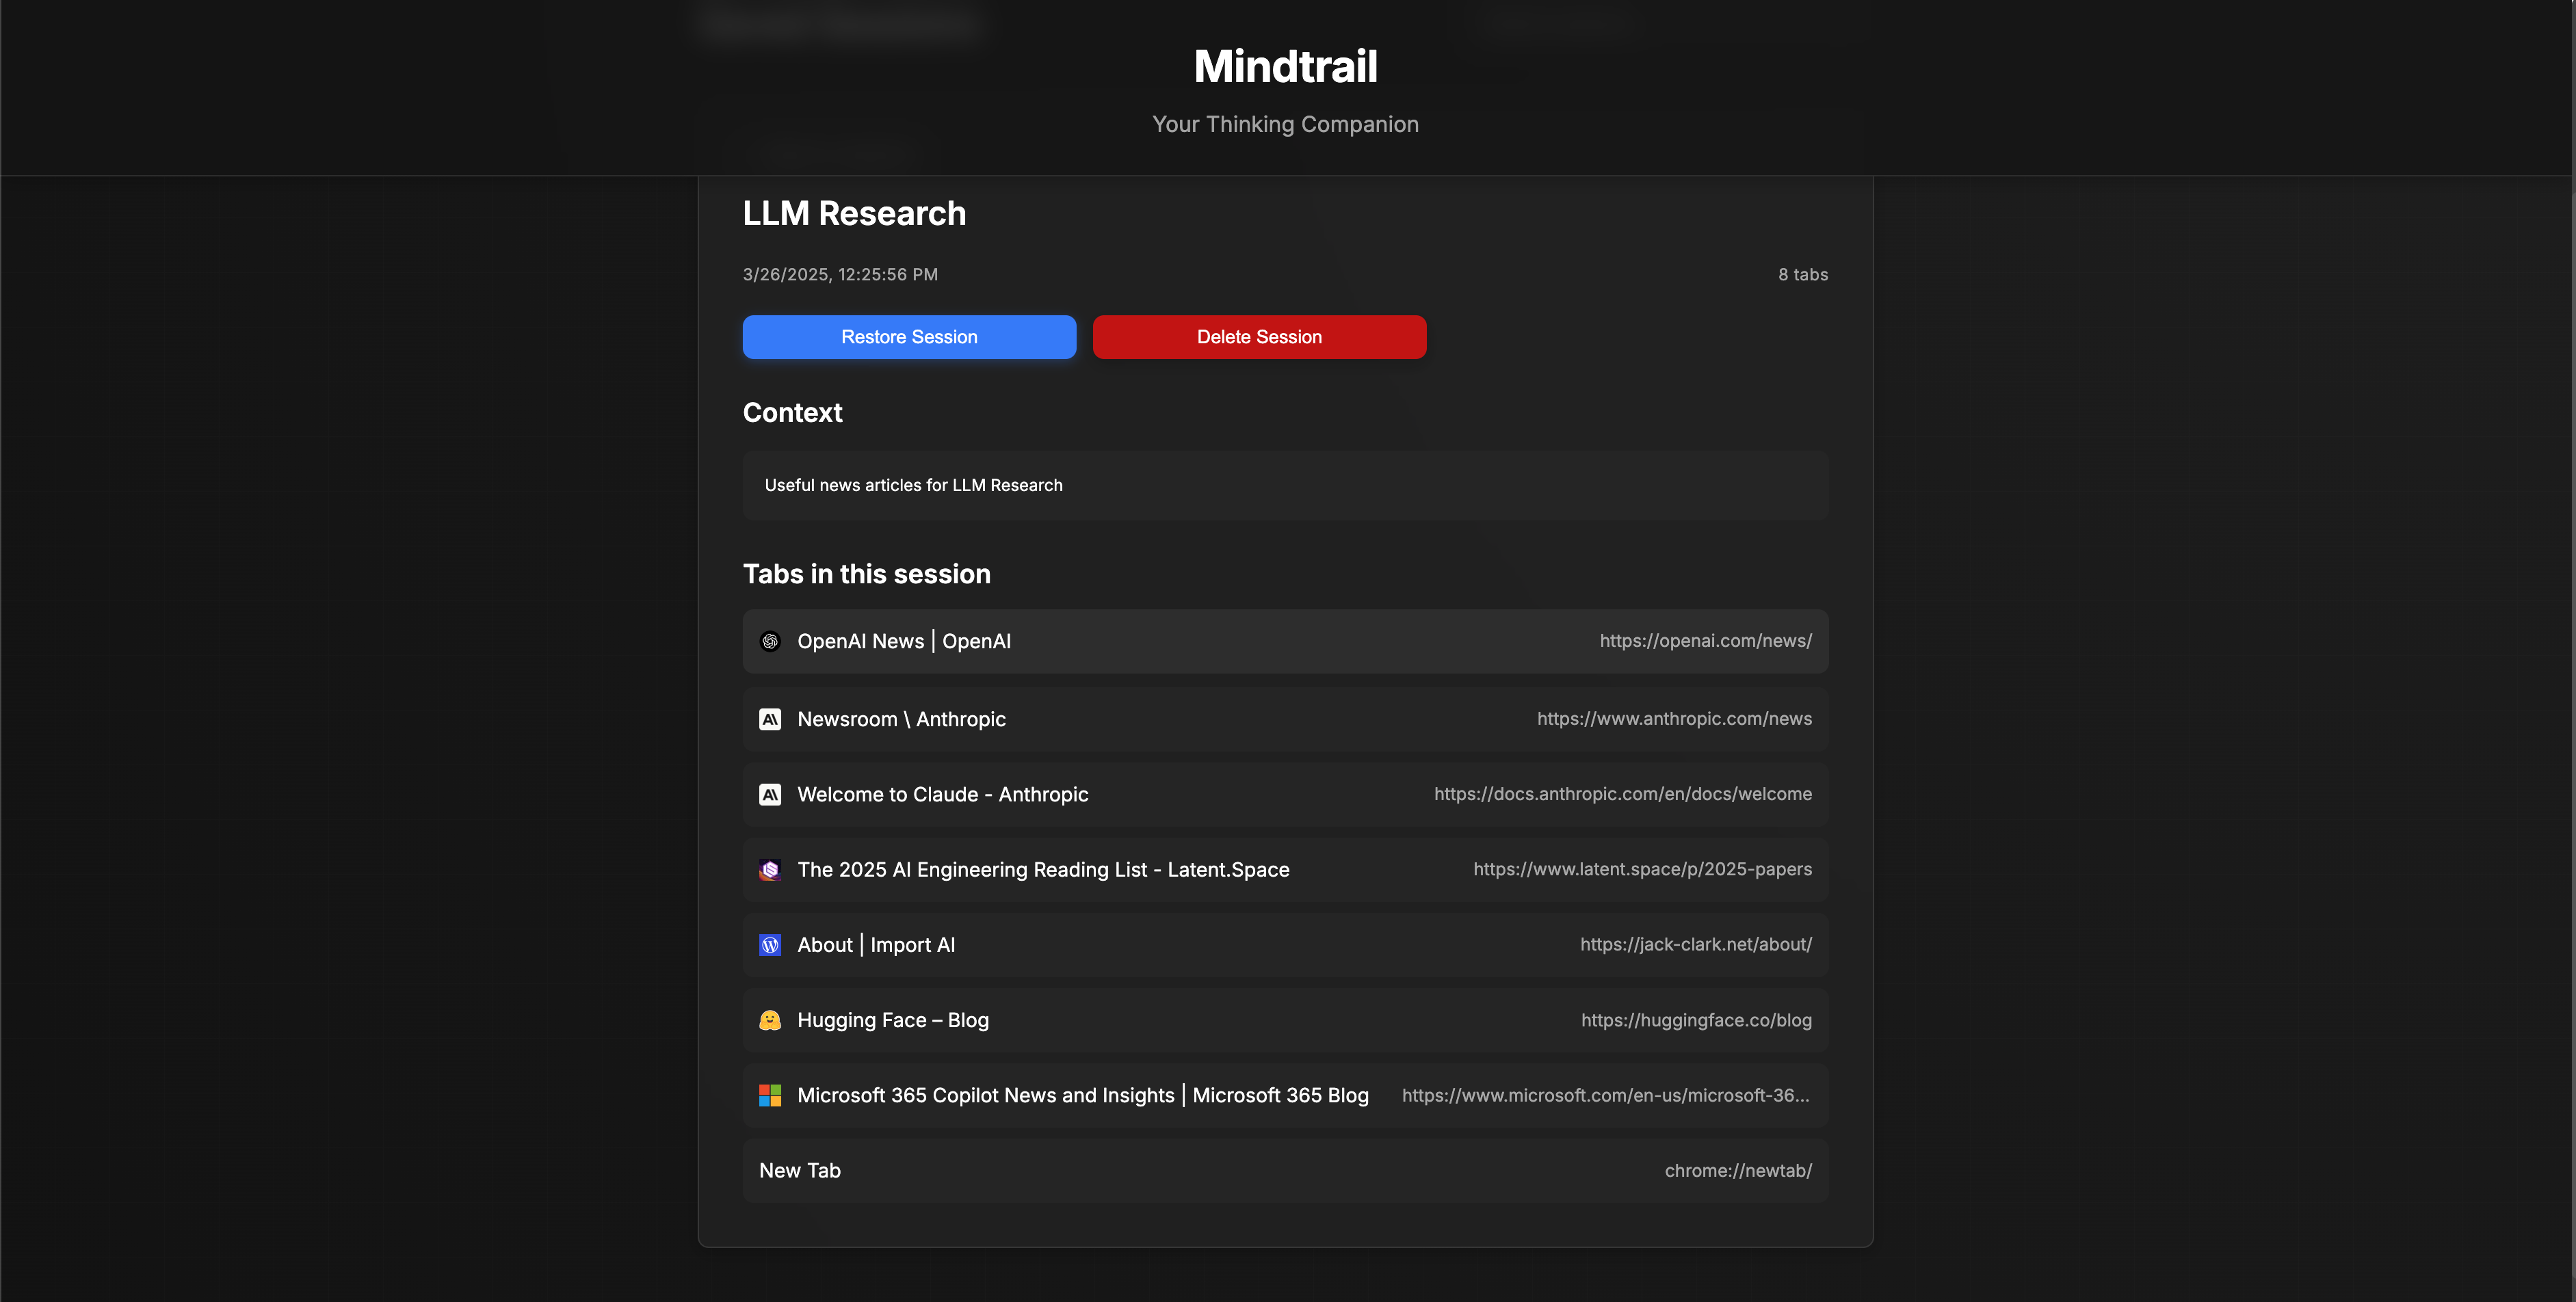 Mindtrail
Your Thinking Companion
LLM Research
3/26/2025, 12:25:56 PM
8 tabs
Restore Session
Delete Session
Context
Useful news articles for LLM Research
Tabs in this session
OpenAI News | OpenAI
https://openai.com/news/
Newsroom \ Anthropic
https://www.anthropic.com/news
Welcome to Claude - Anthropic
https://docs.anthropic.com/en/docs/welcome
The 2025 AI Engineering Reading List - Latent.Space
https://www.latent.space/p/2025-papers
About | Import AI
https://jack-clark.net/about/
Hugging Face – Blog
https://huggingface.co/blog
Microsoft 365 Copilot News and Insights | Microsoft 365 Blog
https://www.microsoft.com/en-us/microsoft-36...
New Tab
chrome://newtab/